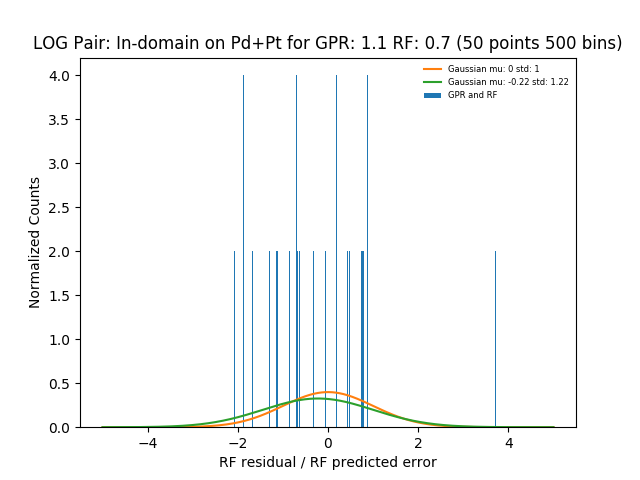 LOG Pair: In-domain on Pd+Pt for GPR: 1.1 RF: 0.7 (50 points 500 bins)
Gaussian mu: 0 std: 1
Gaussian mu: -0.22 std: 1.22
GPR and RF
4.0
3.5
3.0
2.5
2.0
1.5
1.0
0.5
0.0
Normalized Counts
−4 −2 0 2 4
RF residual / RF predicted error